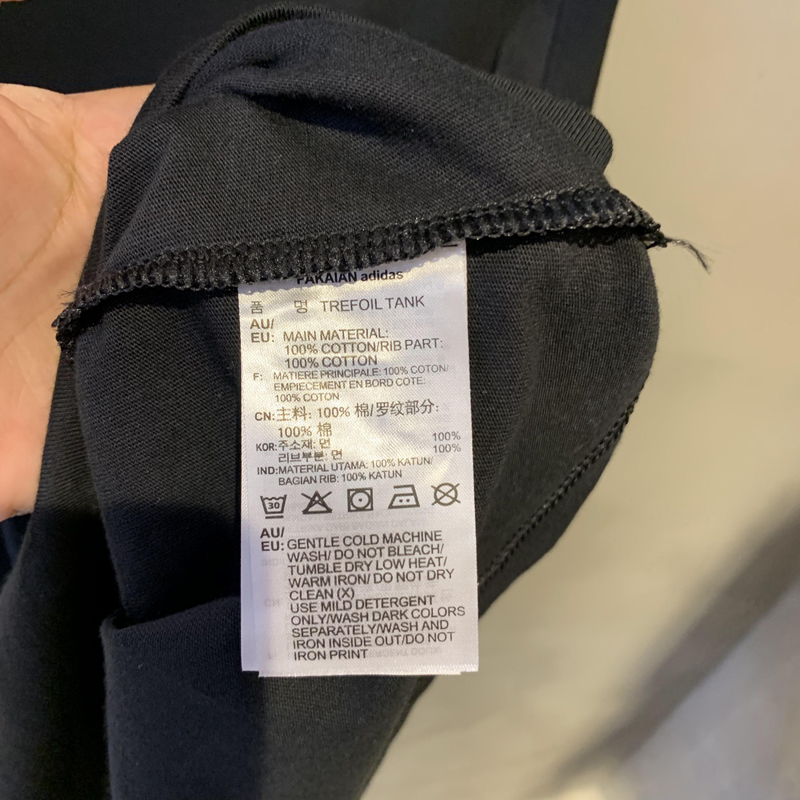 PAKAIAN adidas
품 명 TREFOIL TANK
AU/
EU: MAIN MATERIAL:
100% COTTON/RIB PART:
100% COTTON
F: MATIERE PRINCIPALE: 100% COTON/
EMPIECEMENT EN BORD COTE:
100% COTON
CN:主料: 100% 棉/罗纹部分:
100% 棉
KOR:주소재: 면 100%
리브부분: 면 100%
IND:MATERIAL UTAMA: 100% KATUN/
BAGIAN RIB: 100% KATUN
30
AU/
EU: GENTLE COLD MACHINE
WASH/ DO NOT BLEACH/
TUMBLE DRY LOW HEAT/
WARM IRON/ DO NOT DRY
CLEAN (X)
USE MILD DETERGENT
ONLY/WASH DARK COLORS
SEPARATELY/WASH AND
IRON INSIDE OUT/DO NOT
IRON PRINT